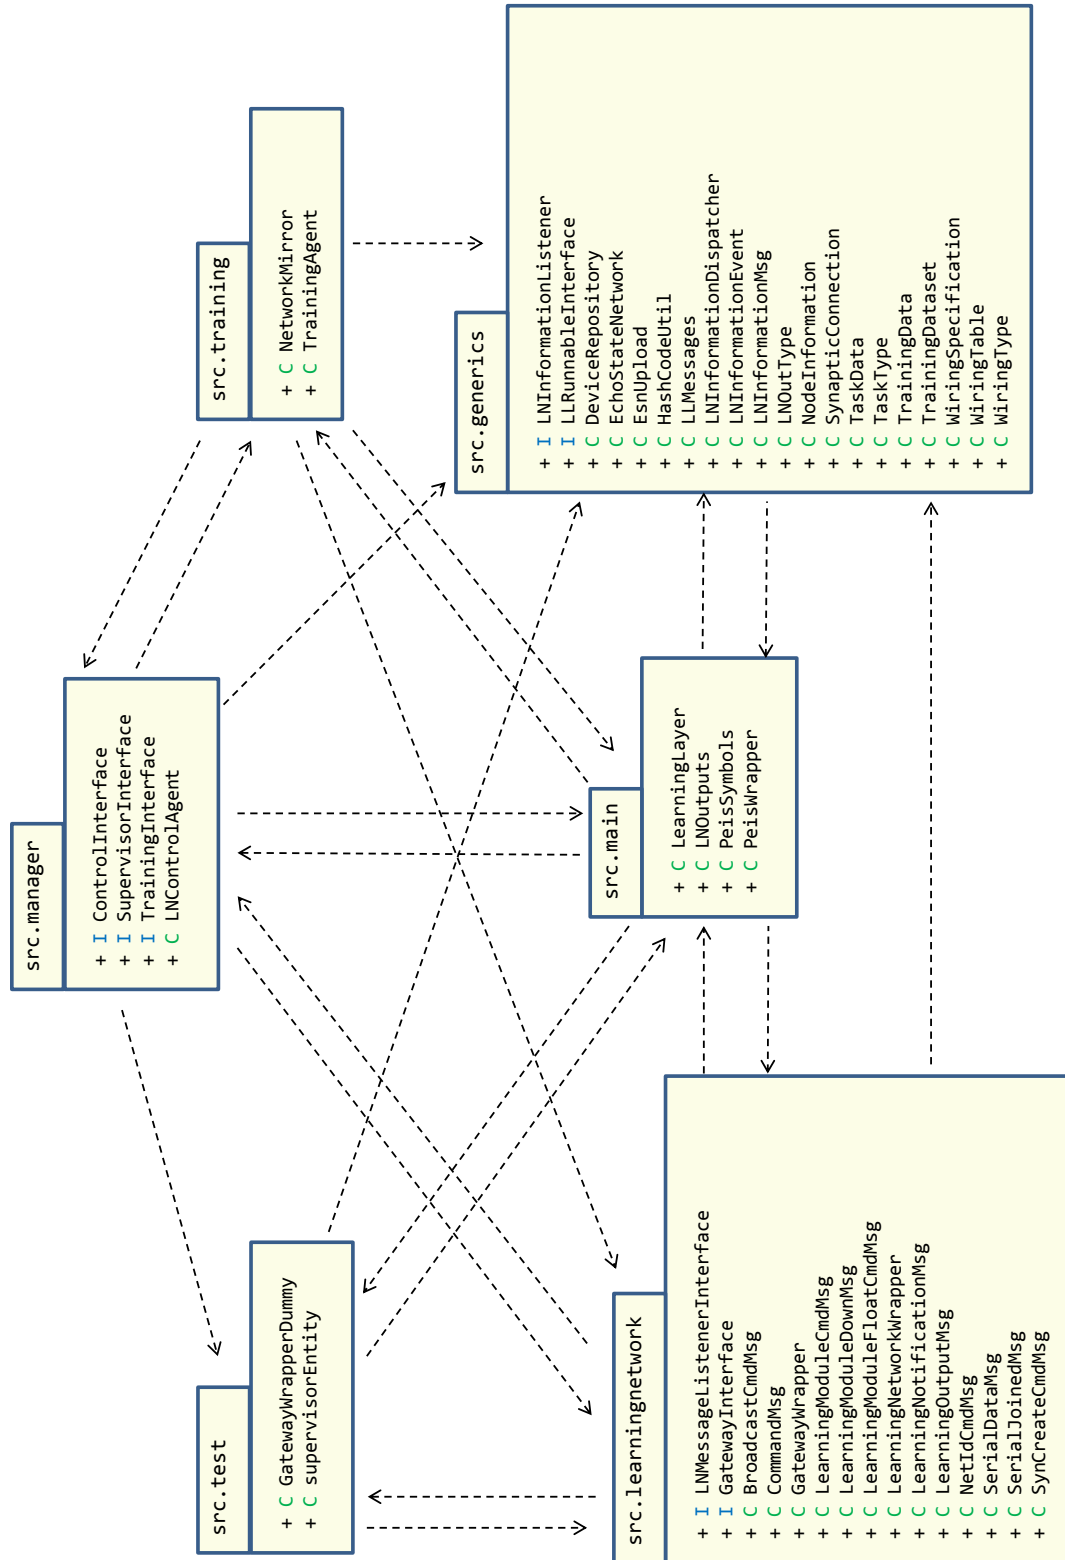 src.test
+ C GatewayWrapperDummy
+ C supervisorEntity
src.manager
+ I ControlInterface
+ I SupervisorInterface
+ I TrainingInterface
+ C LNControlAgent
src.training
+ C NetworkMirror
+ C TrainingAgent
src.learningnetwork
+ I LNMessageListenerInterface
+ I GatewayInterface
+ C BroadcastCmdMsg
+ C CommandMsg
+ C GatewayWrapper
+ C LearningModuleCmdMsg
+ C LearningModuleDownMsg
+ C LearningModuleFloatCmdMsg
+ C LearningNetworkWrapper
+ C LearningNotificationMsg
+ C LearningOutputMsg
+ C NetIdCmdMsg
+ C SerialDataMsg
+ C SerialJoinedMsg
+ C SynCreateCmdMsg
src.main
+ C LearningLayer
+ C LNOutputs
+ C PeisSymbols
+ C PeisWrapper
src.generics
+ I LNInformationListener
+ I LLRunnableInterface
+ C DeviceRepository
+ C EchoStateNetwork
+ C EsnUpload
+ C HashCodeUtil
+ C LLMessages
+ C LNInformationDispatcher
+ C LNInformationEvent
+ C LNInformationMsg
+ C LNOutType
+ C NodeInformation
+ C SynapticConnection
+ C TaskData
+ C TaskType
+ C TrainingData
+ C TrainingDataset
+ C WiringSpecification
+ C WiringTable
+ C WiringType